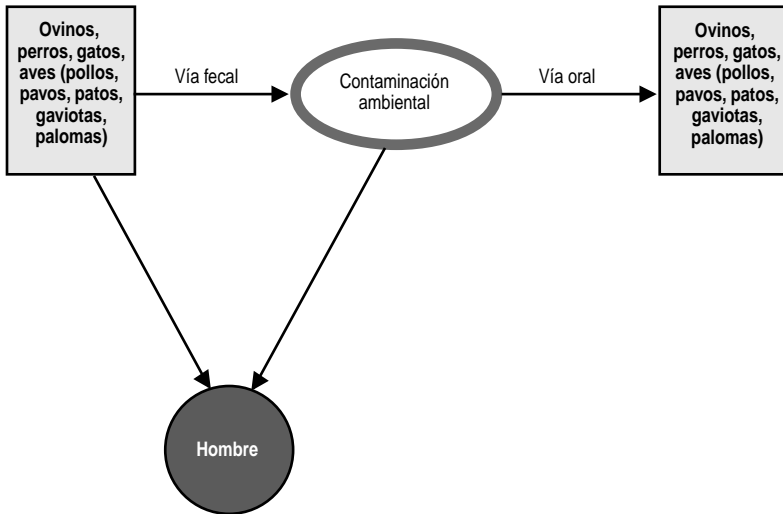 Ovinos,
perros, gatos,
aves (pollos,
pavos, patos,
gaviotas,
palomas)
Vía fecal
Contaminación
ambiental
Vía oral
Ovinos,
perros, gatos,
aves (pollos,
pavos, patos,
gaviotas,
palomas)
Hombre